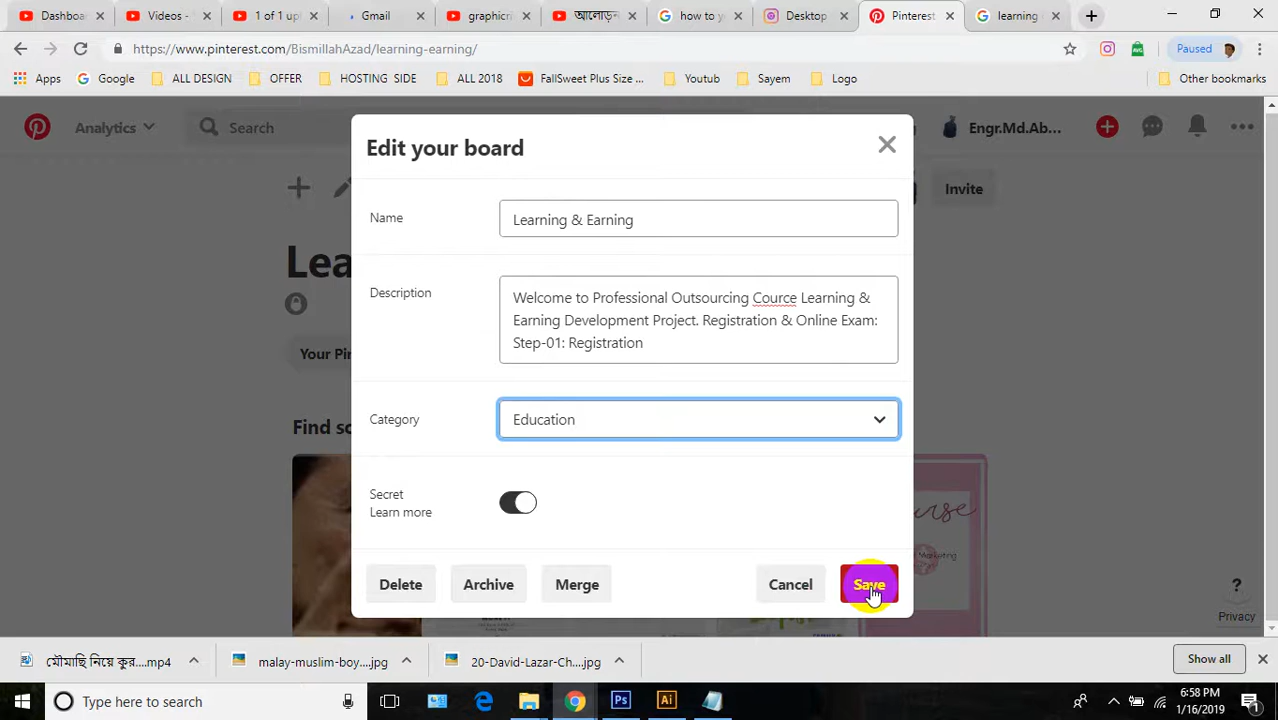 Dashboa
Videos -
1 of 1 up
Gmail
graphicri
আলোড়ন
how to y
Desktop
Pinterest
learning
https://www.pinterest.com/BismillahAzad/learning-earning/
Paused
Apps
Google
ALL DESIGN
OFFER
HOSTING SIDE
ALL 2018
FallSweet Plus Size ...
Youtub
Sayem
Logo
Other bookmarks
Analytics
Search
Engr.Md.Ab...
Edit your board
Invite
Name
Learning & Earning
Lea
Description
Welcome to Professional Outsourcing Cource Learning &
Earning Development Project. Registration & Online Exam:
Step-01: Registration
Your Pin
Category
Education
Find so
Secret
Learn more
Delete
Archive
Merge
Cancel
Save
Marketing
?
Privacy
মৌমাছি নিয়ে কুর....mp4
malay-muslim-boy....jpg
20-David-Lazar-Ch....jpg
Show all
Type here to search
Ps
Ai
6:58 PM
1/16/2019